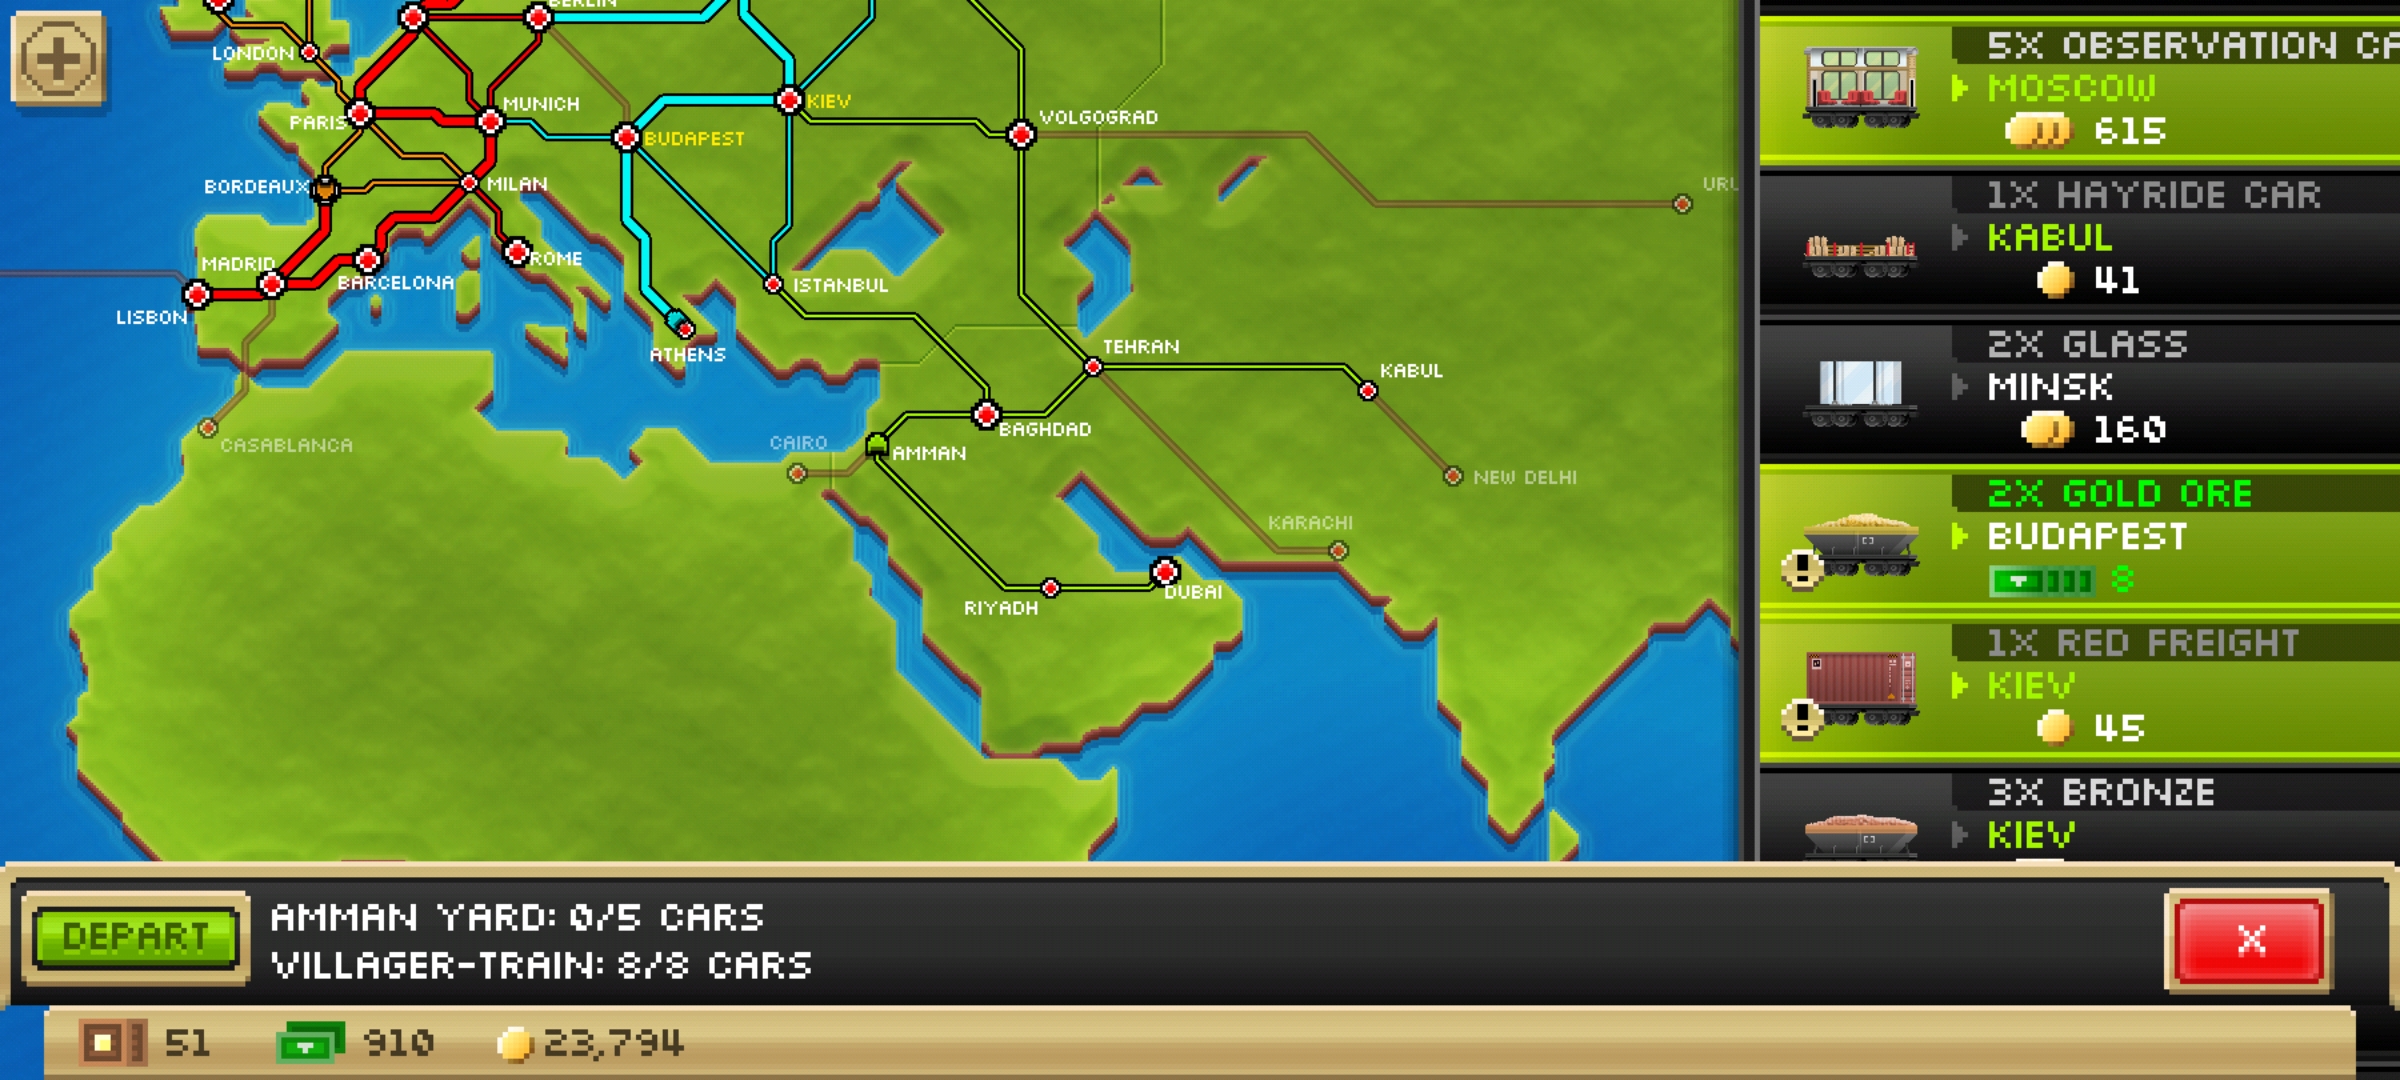 BERLIN
LONDON
PARIS
MUNICH
KIEV
BUDAPEST
VOLGOGRAD
BORDEAUX
MILAN
MADRID
BARCELONA
ROME
LISBON
ISTANBUL
ATHENS
TEHRAN
KABUL
CASABLANCA
CAIRO
AMMAN
BAGHDAD
NEW DELHI
KARACHI
RIYADH
DUBAI
5X OBSERVATION CA
MOSCOW
615
1X HAYRIDE CAR
KABUL
41
2X GLASS
MINSK
160
2X GOLD ORE
BUDAPEST
8
1X RED FREIGHT
KIEV
45
3X BRONZE
KIEV
DEPART
AMMAN YARD: 0/5 CARS
VILLAGER-TRAIN: 8/8 CARS
X
51
910
23,794